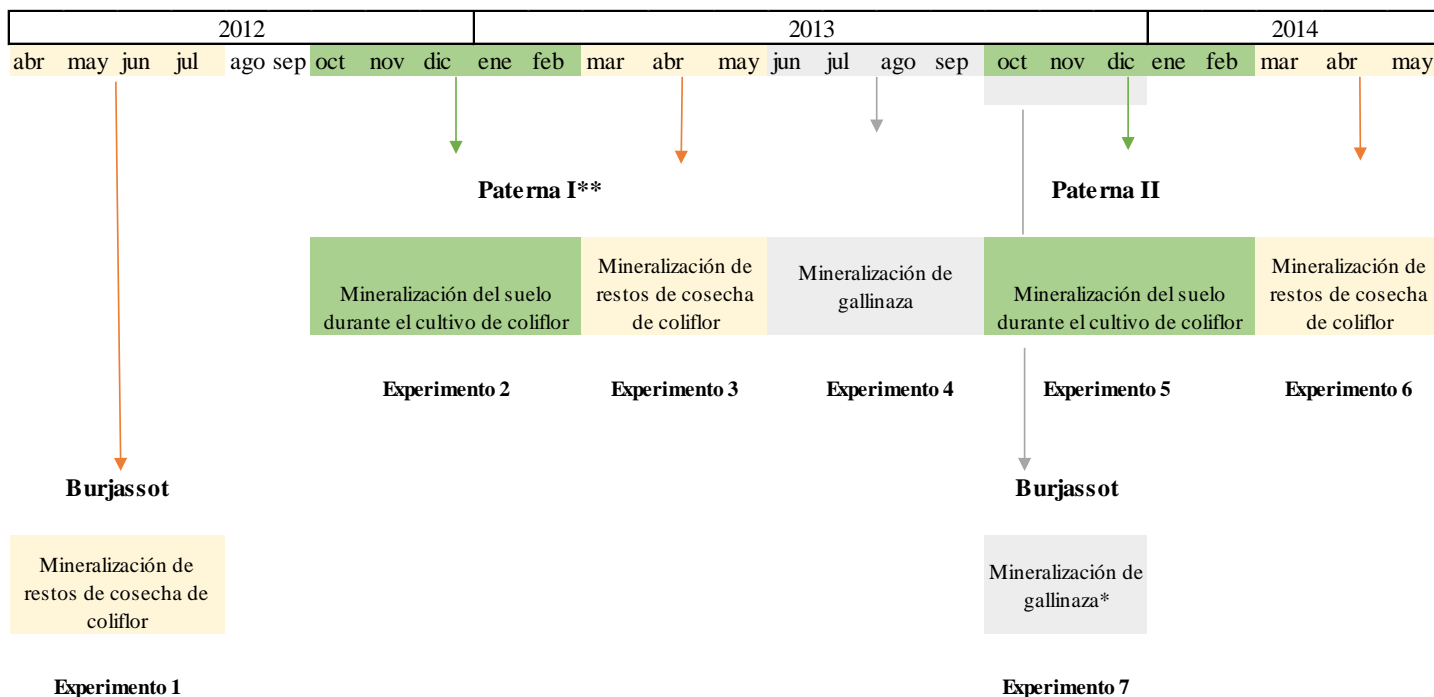 2012 2013 2014
abr may jun jul ago sep oct nov dic ene feb mar abr may jun jul ago sep oct nov dic ene feb mar abr may
Paterna I** Paterna II
Mineralización del suelo
durante el cultivo de coliflor
Mineralización de
restos de cosecha
de coliflor
Mineralización de
gallinaza
Mineralización del suelo
durante el cultivo de coliflor
Mineralización de
restos de cosecha
de coliflor
Experimento 2 Experimento 3 Experimento 4 Experimento 5 Experimento 6
Burjassot Burjassot
Mineralización de
restos de cosecha de
coliflor
Mineralización de
gallinaza*
Experimento 1 Experimento 7